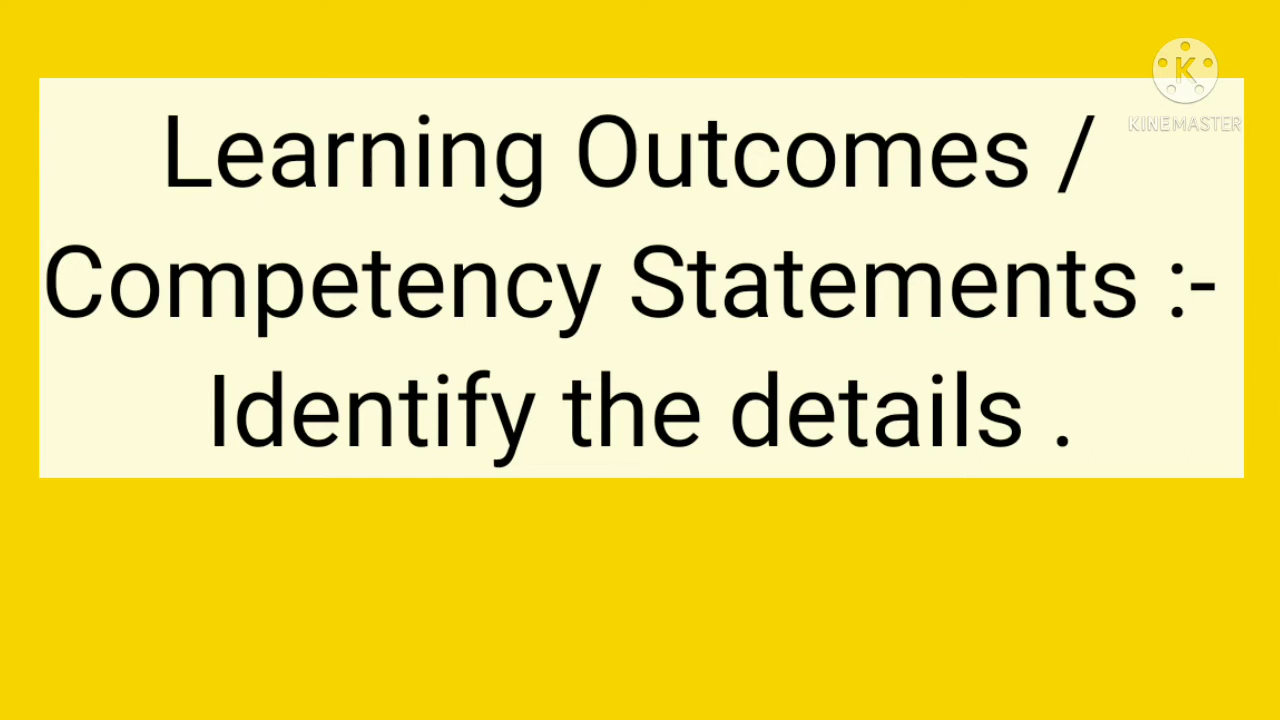 K
KINEMASTER
Learning Outcomes /
Competency Statements :-
Identify the details .